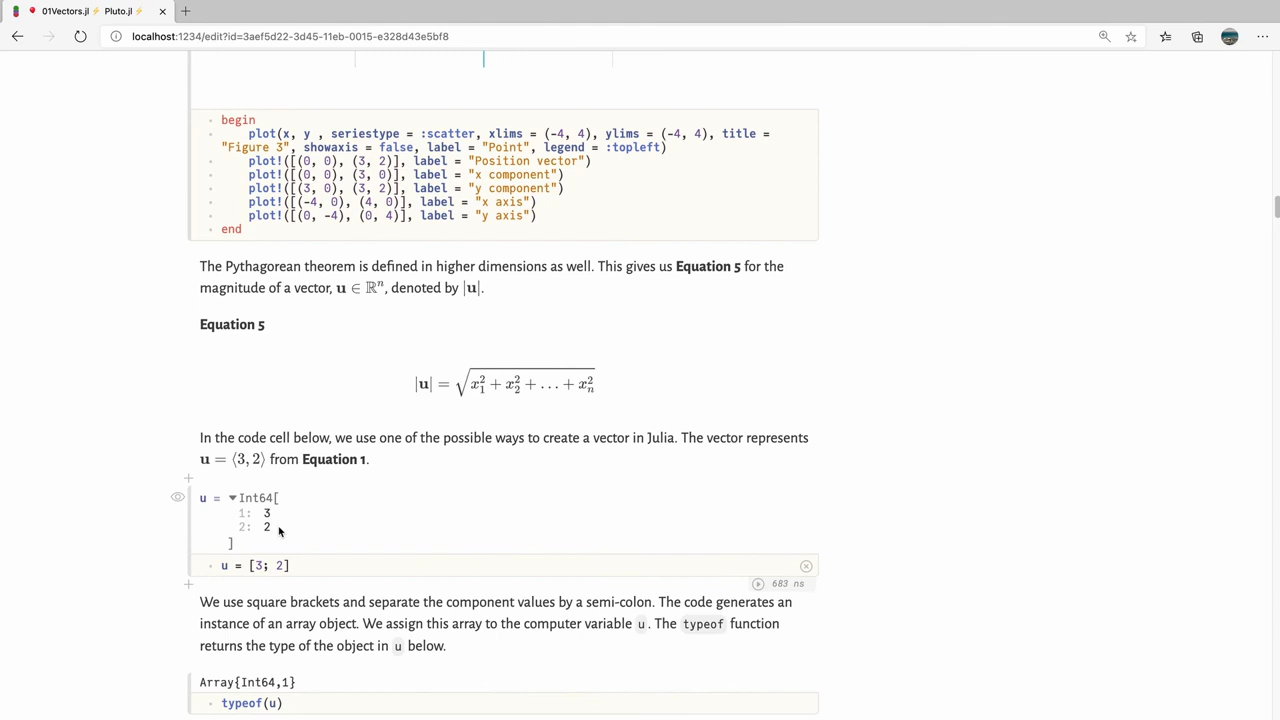 01Vectors.jl ⚡ Pluto.jl ⚡
localhost:1234/edit?id=3aef5d22-3d45-11eb-0015-e328d43e5bf8
begin
plot(x, y , seriestype = :scatter, xlims = (-4, 4), ylims = (-4, 4), title =
"Figure 3", showaxis = false, label = "Point", legend = :topleft)
plot!([(0, 0), (3, 2)], label = "Position vector")
plot!([(0, 0), (3, 0)], label = "x component")
plot!([(3, 0), (3, 2)], label = "y component")
plot!([(-4, 0), (4, 0)], label = "x axis")
plot!([(0, -4), (0, 4)], label = "y axis")
end
The Pythagorean theorem is defined in higher dimensions as well. This gives us Equation 5 for the
magnitude of a vector, u ∈ ℝⁿ, denoted by |u|.
Equation 5
|u| = √(x₁² + x₂² + … + xₙ²)
In the code cell below, we use one of the possible ways to create a vector in Julia. The vector represents
u = ⟨3, 2⟩ from Equation 1.
u = ▼Int64[
1: 3
2: 2
]
u = [3; 2]
683 ns
We use square brackets and separate the component values by a semi-colon. The code generates an
instance of an array object. We assign this array to the computer variable u. The typeof function
returns the type of the object in u below.
Array{Int64,1}
typeof(u)